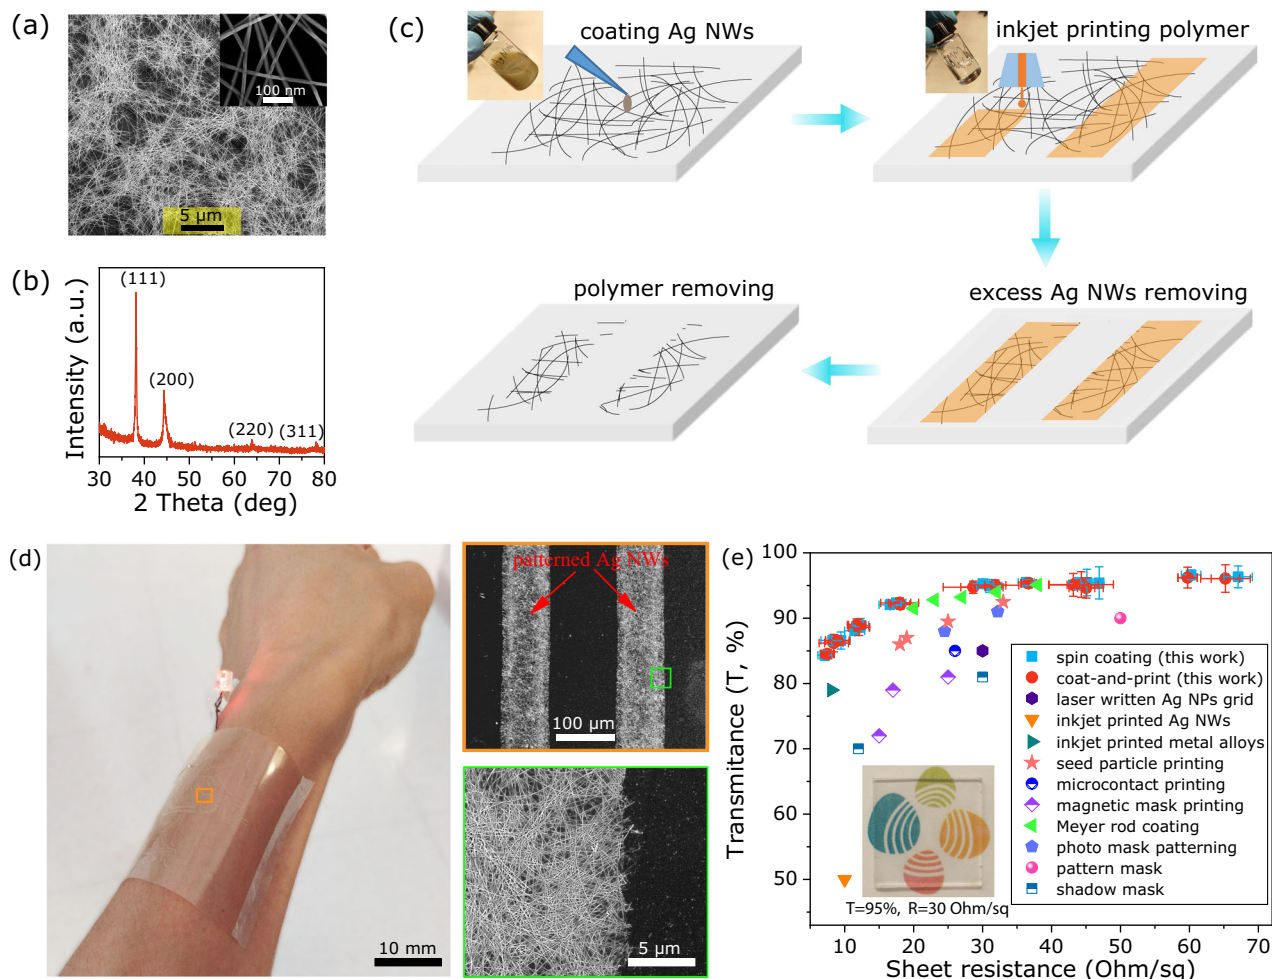 (a)
100 nm
5 µm
(b)
Intensity (a.u.)
(111)
(200)
(220)
(311)
30 40 50 60 70 80
2 Theta (deg)
(c)
coating Ag NWs
inkjet printing polymer
polymer removing
excess Ag NWs removing
(d)
10 mm
patterned Ag NWs
100 µm
5 µm
(e)
Transmitance (T, %)
100
90
80
70
60
50
spin coating (this work)
coat-and-print (this work)
laser written Ag NPs grid
inkjet printed Ag NWs
inkjet printed metal alloys
seed particle printing
microcontact printing
magnetic mask printing
Meyer rod coating
photo mask patterning
pattern mask
shadow mask
T=95%, R=30 Ohm/sq
10 20 30 40 50 60 70
Sheet resistance (Ohm/sq)